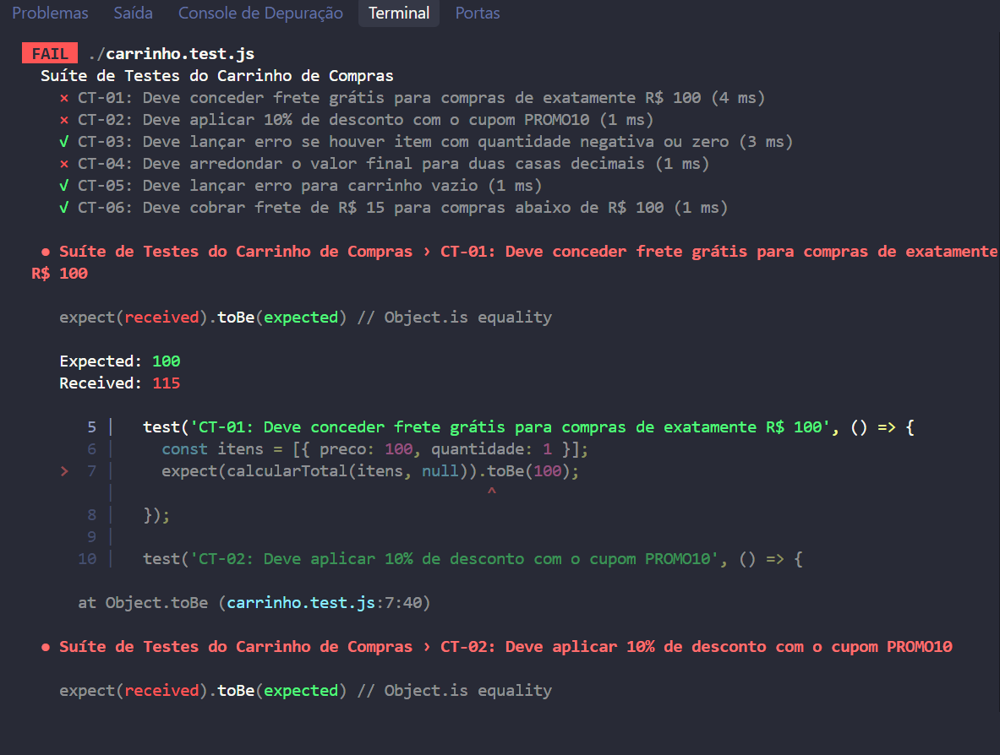 Problemas Saída Console de Depuração Terminal Portas
FAIL ./carrinho.test.js
Suíte de Testes do Carrinho de Compras
× CT-01: Deve conceder frete grátis para compras de exatamente R$ 100 (4 ms)
× CT-02: Deve aplicar 10% de desconto com o cupom PROMO10 (1 ms)
√ CT-03: Deve lançar erro se houver item com quantidade negativa ou zero (3 ms)
× CT-04: Deve arredondar o valor final para duas casas decimais (1 ms)
√ CT-05: Deve lançar erro para carrinho vazio (1 ms)
√ CT-06: Deve cobrar frete de R$ 15 para compras abaixo de R$ 100 (1 ms)
● Suíte de Testes do Carrinho de Compras › CT-01: Deve conceder frete grátis para compras de exatamente
R$ 100
expect(received).toBe(expected) // Object.is equality
Expected: 100
Received: 115
5 | test('CT-01: Deve conceder frete grátis para compras de exatamente R$ 100', () => {
6 | const itens = [{ preco: 100, quantidade: 1 }];
> 7 | expect(calcularTotal(itens, null)).toBe(100);
| ^
8 | });
9 |
10 | test('CT-02: Deve aplicar 10% de desconto com o cupom PROMO10', () => {
at Object.toBe (carrinho.test.js:7:40)
● Suíte de Testes do Carrinho de Compras › CT-02: Deve aplicar 10% de desconto com o cupom PROMO10
expect(received).toBe(expected) // Object.is equality